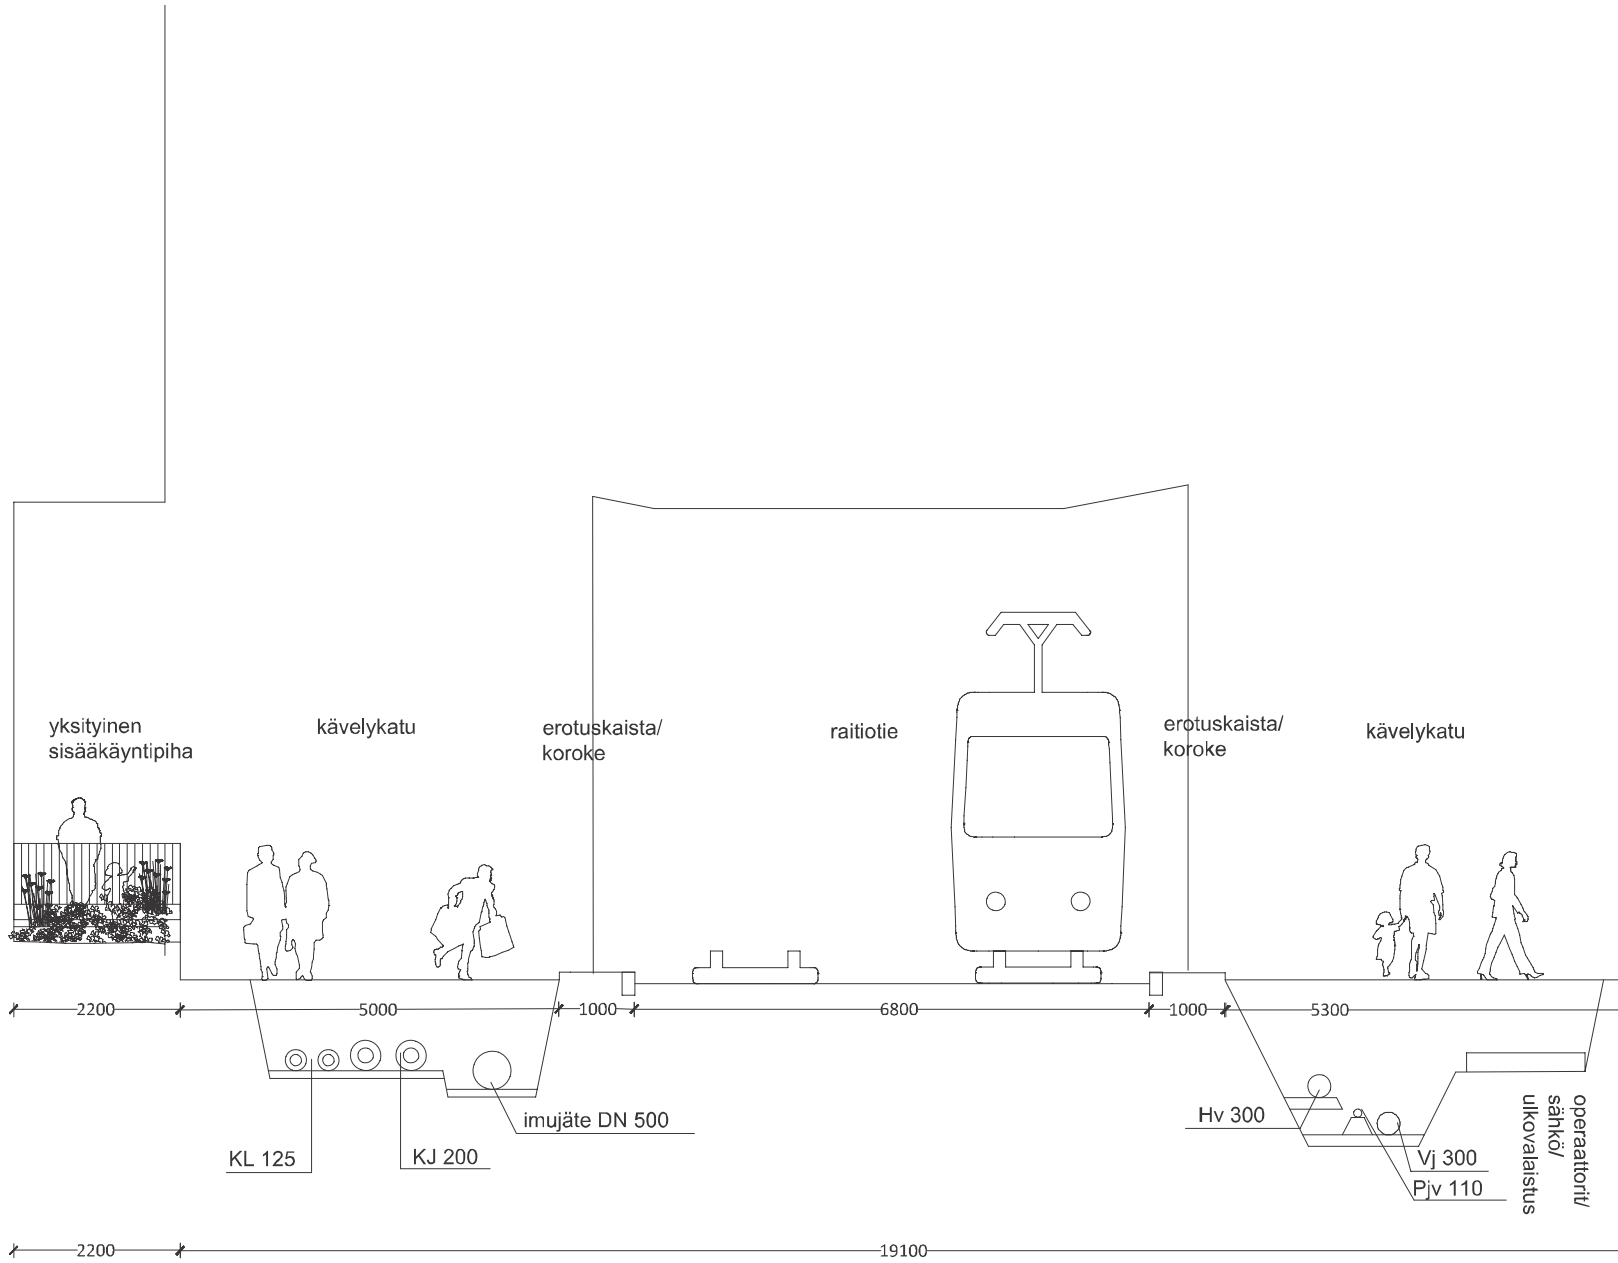 yksityinen
sisääkäyntipiha
kävelykatu
erotuskaista/
koroke
raitiotie
erotuskaista/
koroke
kävelykatu
2200
5000
1000
6800
1000
5300
KL 125
KJ 200
imujäte DN 500
Hv 300
Vj 300
Pjv 110
operaattorit/
sähkö/
ulkovalaistus
2200
19100